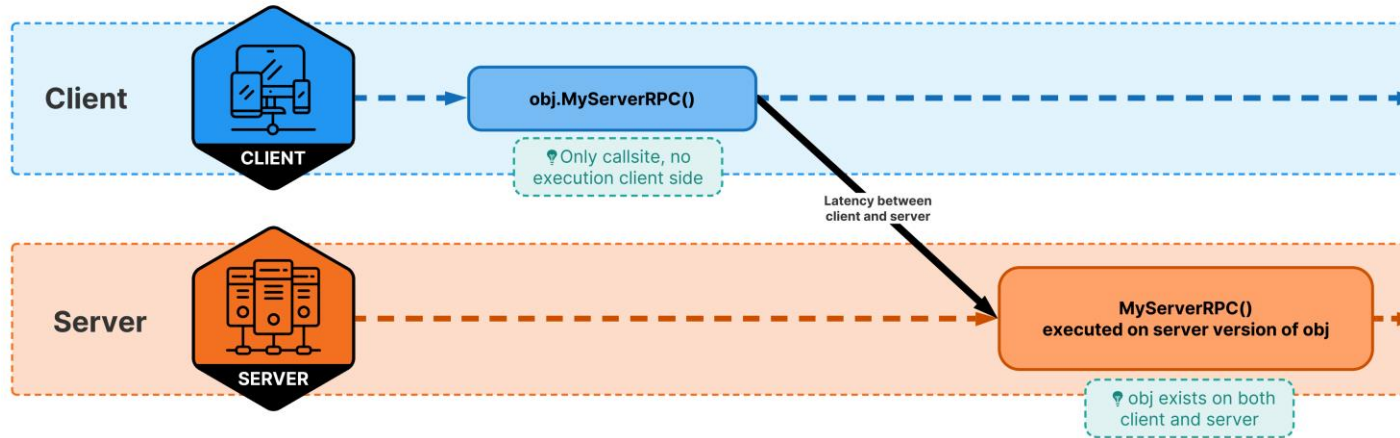 Client
CLIENT
obj.MyServerRPC()
Only callsite, no
execution client side
Latency between
client and server
Server
SERVER
MyServerRPC()
executed on server version of obj
obj exists on both
client and server